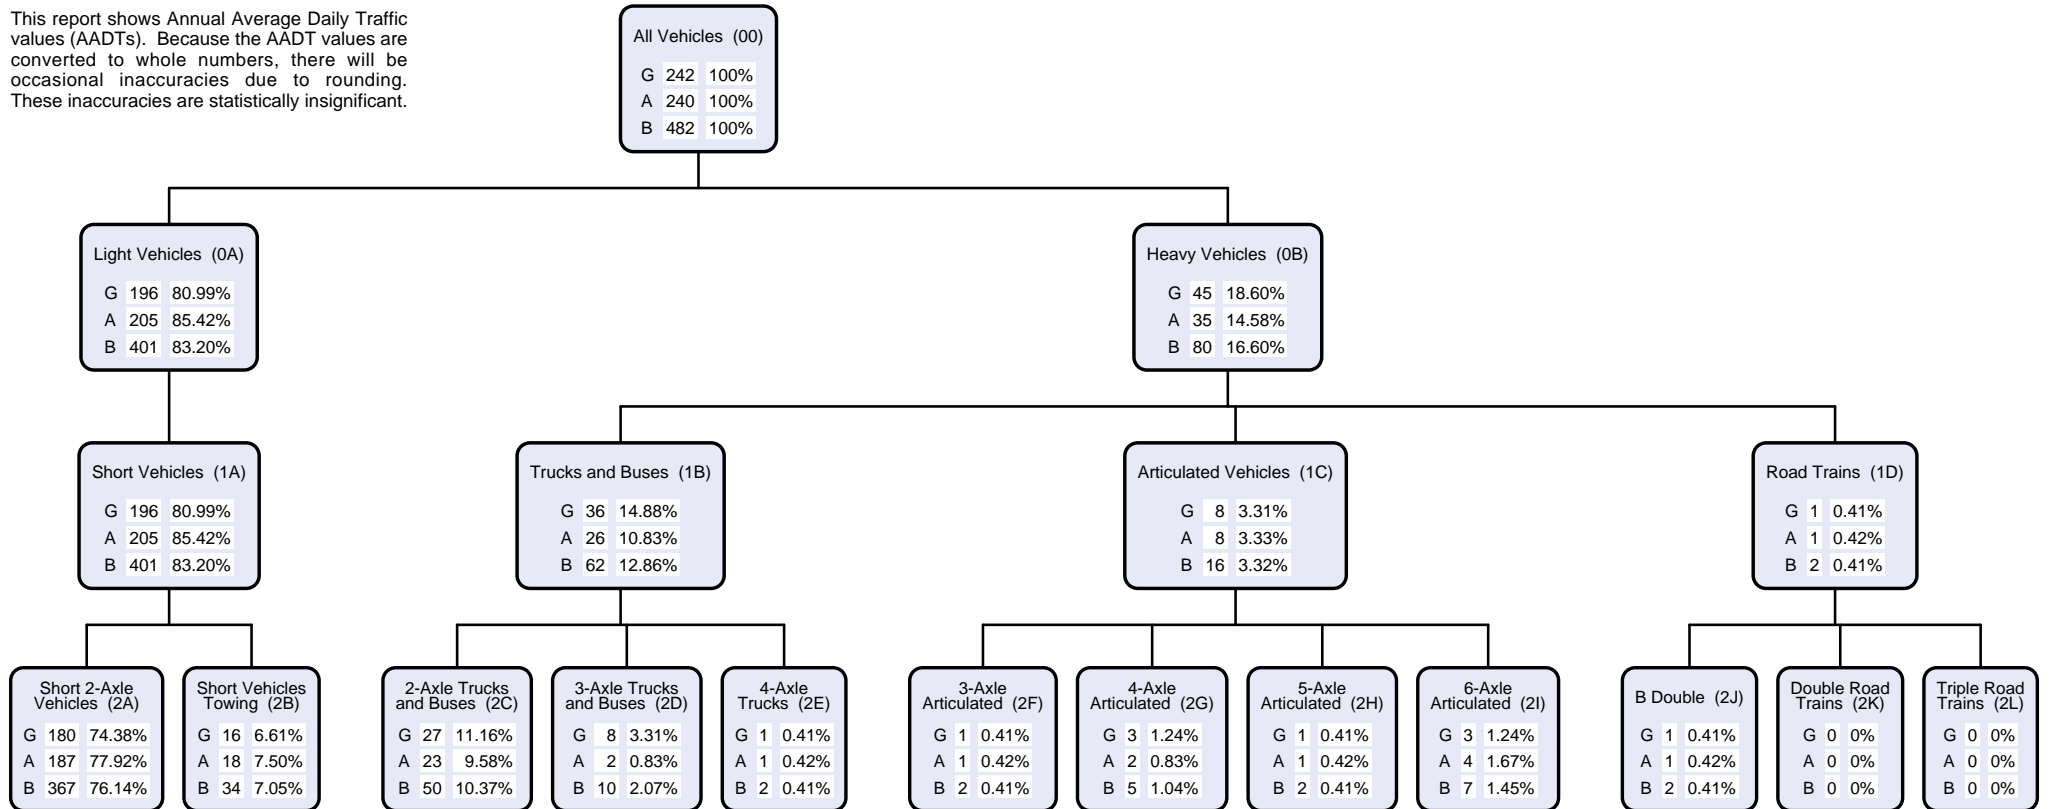 This report shows Annual Average Daily Traffic
values (AADTs). Because the AADT values are
converted to whole numbers, there will be
occasional inaccuracies due to rounding.
These inaccuracies are statistically insignificant.
All Vehicles (00)
G 242 100%
A 240 100%
B 482 100%
Light Vehicles (0A)
G 196 80.99%
A 205 85.42%
B 401 83.20%
Heavy Vehicles (0B)
G 45 18.60%
A 35 14.58%
B 80 16.60%
Short Vehicles (1A)
G 196 80.99%
A 205 85.42%
B 401 83.20%
Trucks and Buses (1B)
G 36 14.88%
A 26 10.83%
B 62 12.86%
Articulated Vehicles (1C)
G 8 3.31%
A 8 3.33%
B 16 3.32%
Road Trains (1D)
G 1 0.41%
A 1 0.42%
B 2 0.41%
Short 2-Axle
Vehicles (2A)
G 180 74.38%
A 187 77.92%
B 367 76.14%
Short Vehicles
Towing (2B)
G 16 6.61%
A 18 7.50%
B 34 7.05%
2-Axle Trucks
and Buses (2C)
G 27 11.16%
A 23 9.58%
B 50 10.37%
3-Axle Trucks
and Buses (2D)
G 8 3.31%
A 2 0.83%
B 10 2.07%
4-Axle
Trucks (2E)
G 1 0.41%
A 1 0.42%
B 2 0.41%
3-Axle
Articulated (2F)
G 1 0.41%
A 1 0.42%
B 2 0.41%
4-Axle
Articulated (2G)
G 3 1.24%
A 2 0.83%
B 5 1.04%
5-Axle
Articulated (2H)
G 1 0.41%
A 1 0.42%
B 2 0.41%
6-Axle
Articulated (2I)
G 3 1.24%
A 4 1.67%
B 7 1.45%
B Double (2J)
G 1 0.41%
A 1 0.42%
B 2 0.41%
Double Road
Trains (2K)
G 0 0%
A 0 0%
B 0 0%
Triple Road
Trains (2L)
G 0 0%
A 0 0%
B 0 0%